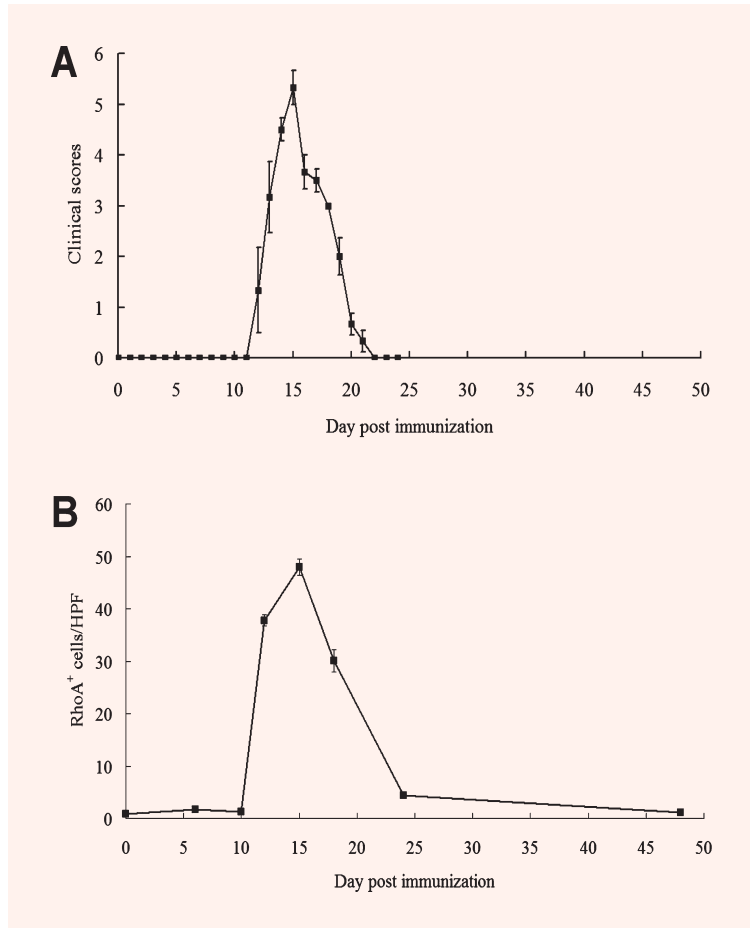 A
6
5
4
3
2
1
0
Clinical scores
0 5 10 15 20 25 30 35 40 45 50
Day post immunization
B
60
50
40
30
20
10
0
RhoA⁺ cells/HPF
0 5 10 15 20 25 30 35 40 45 50
Day post immunization